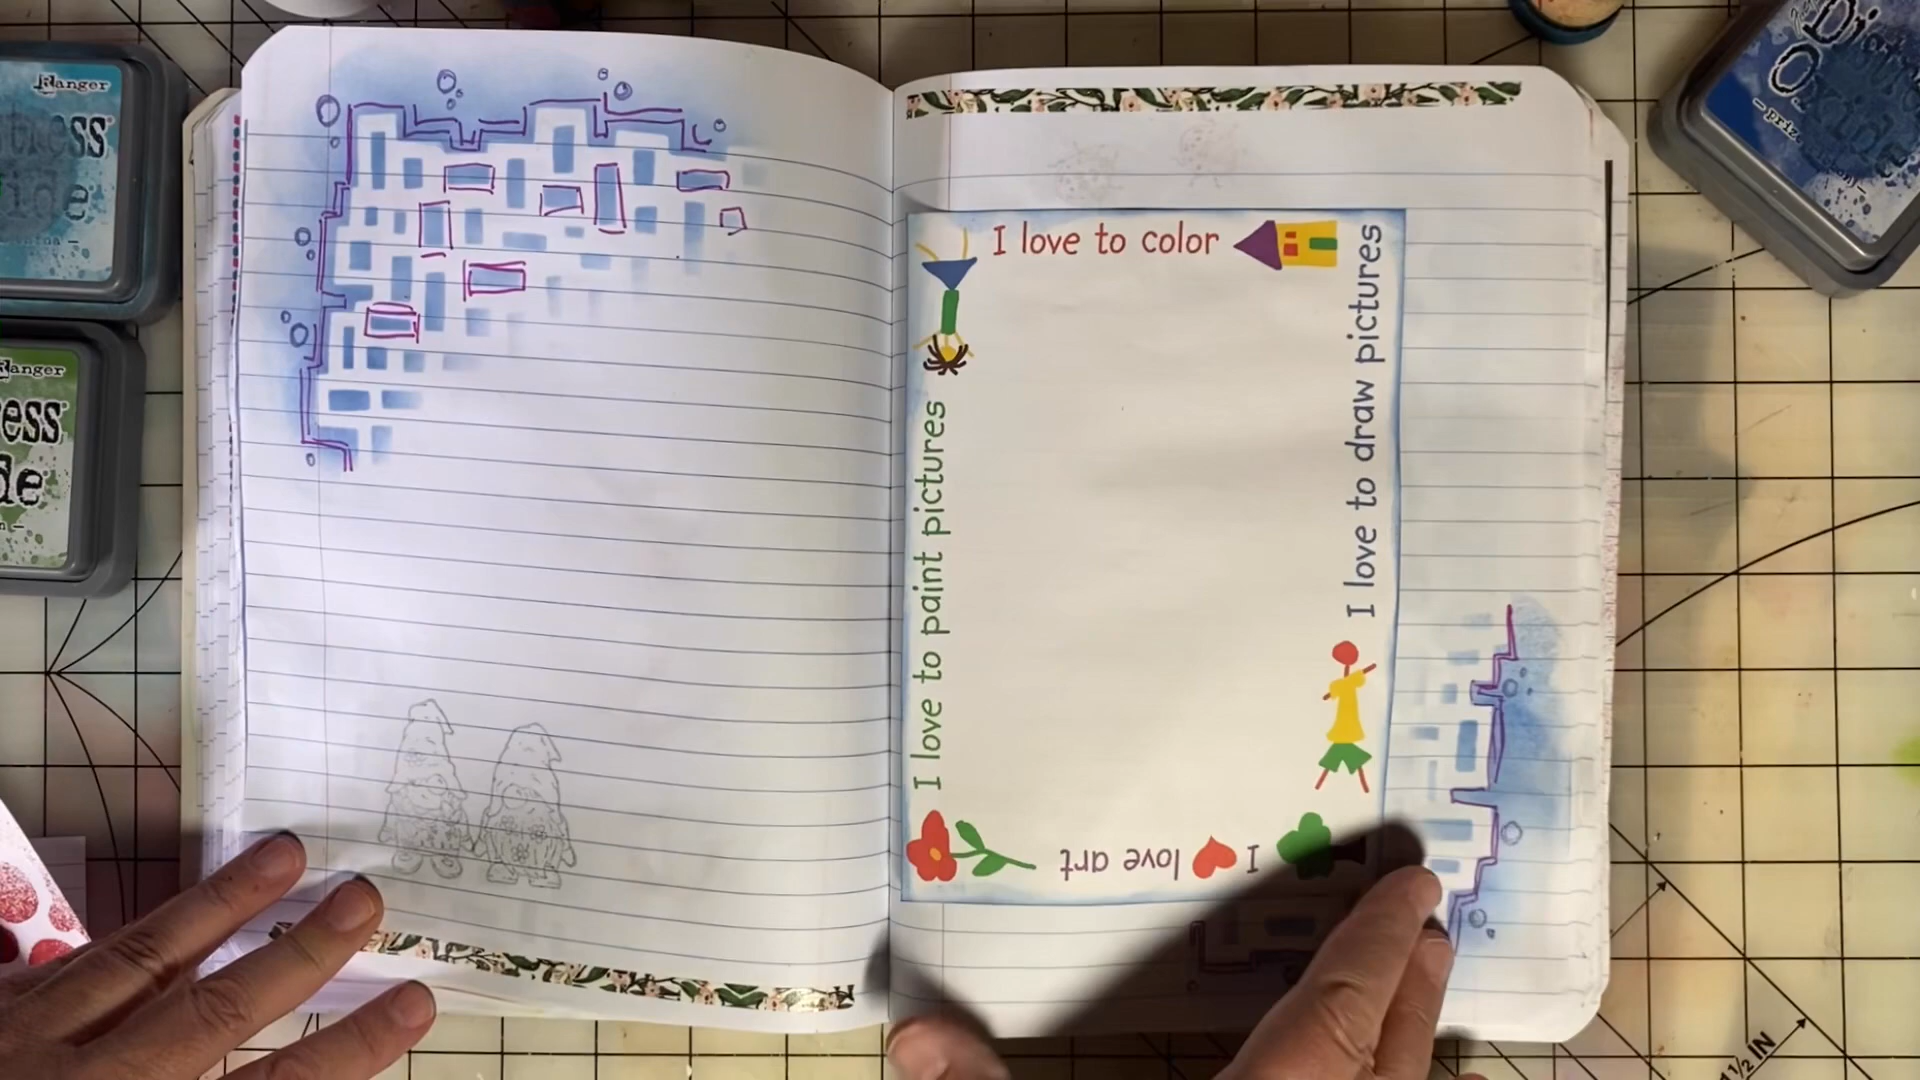 Ranger
tress
ide
Ranger
ess
de
I love to color
I love to draw pictures
I love art
I love to paint pictures
Oxide
1/2 IN